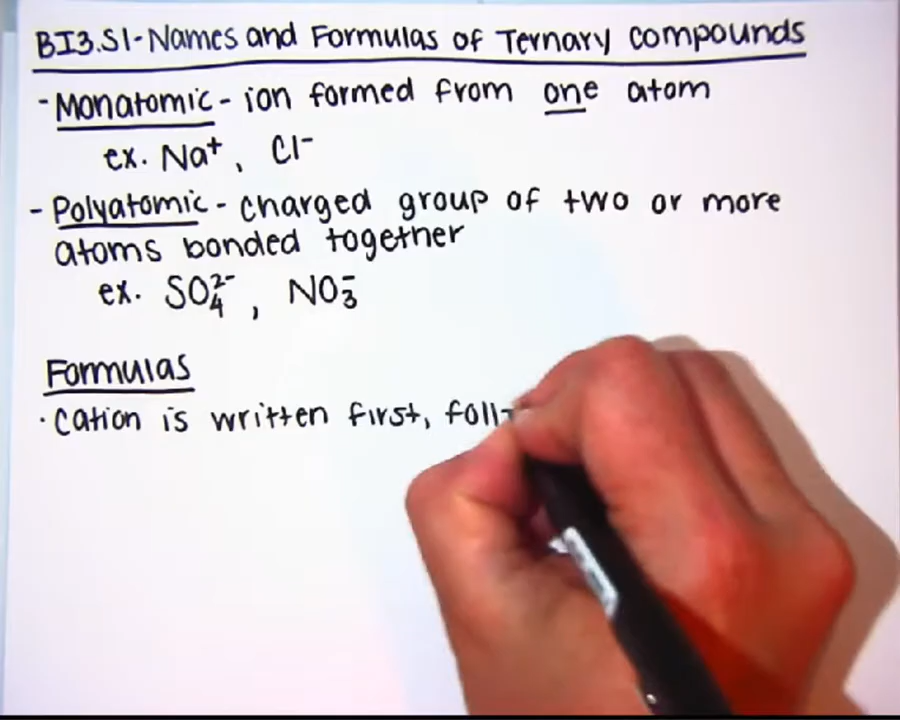 BI3.S1-Names and Formulas of Ternary compounds
- Monatomic - ion formed from one atom
ex. Na⁺, Cl⁻
- Polyatomic - charged group of two or more
atoms bonded together
ex. SO₄²⁻, NO₃⁻
Formulas
· cation is written first,